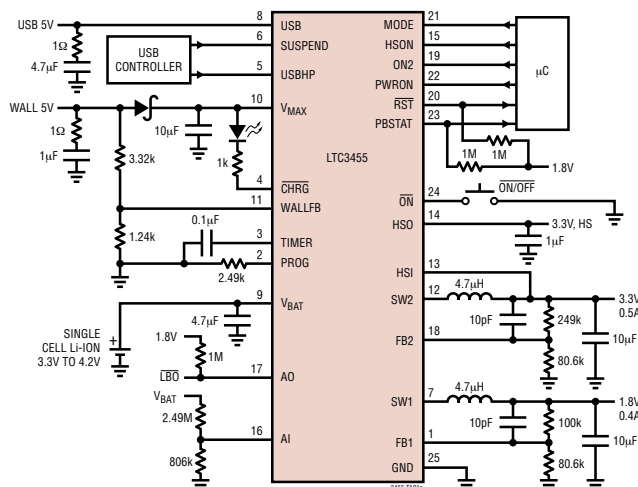 USB 5V
1Ω
4.7µF
USB
CONTROLLER
8
USB
6
SUSPEND
5
USBHP
WALL 5V
1Ω
1µF
3.32k
10µF
1k
10
VMAX
4
CHRG
11
WALLFB
1.24k
0.1µF
3
TIMER
2
PROG
2.49k
9
VBAT
4.7µF
SINGLE
CELL Li-ION
3.3V TO 4.2V
+
1.8V
1M
LBO
17
AO
VBAT
2.49M
16
AI
806k
LTC3455
MODE
21
HSON
15
ON2
19
PWRON
22
RST
20
PBSTAT
23
µC
1M
1M
1.8V
ON
24
ON/OFF
HSO
14
3.3V, HS
1µF
HSI
13
SW2
12
4.7µH
10pF
249k
3.3V
0.5A
10µF
FB2
18
80.6k
SW1
7
4.7µH
10pF
100k
1.8V
0.4A
10µF
FB1
1
80.6k
GND
25